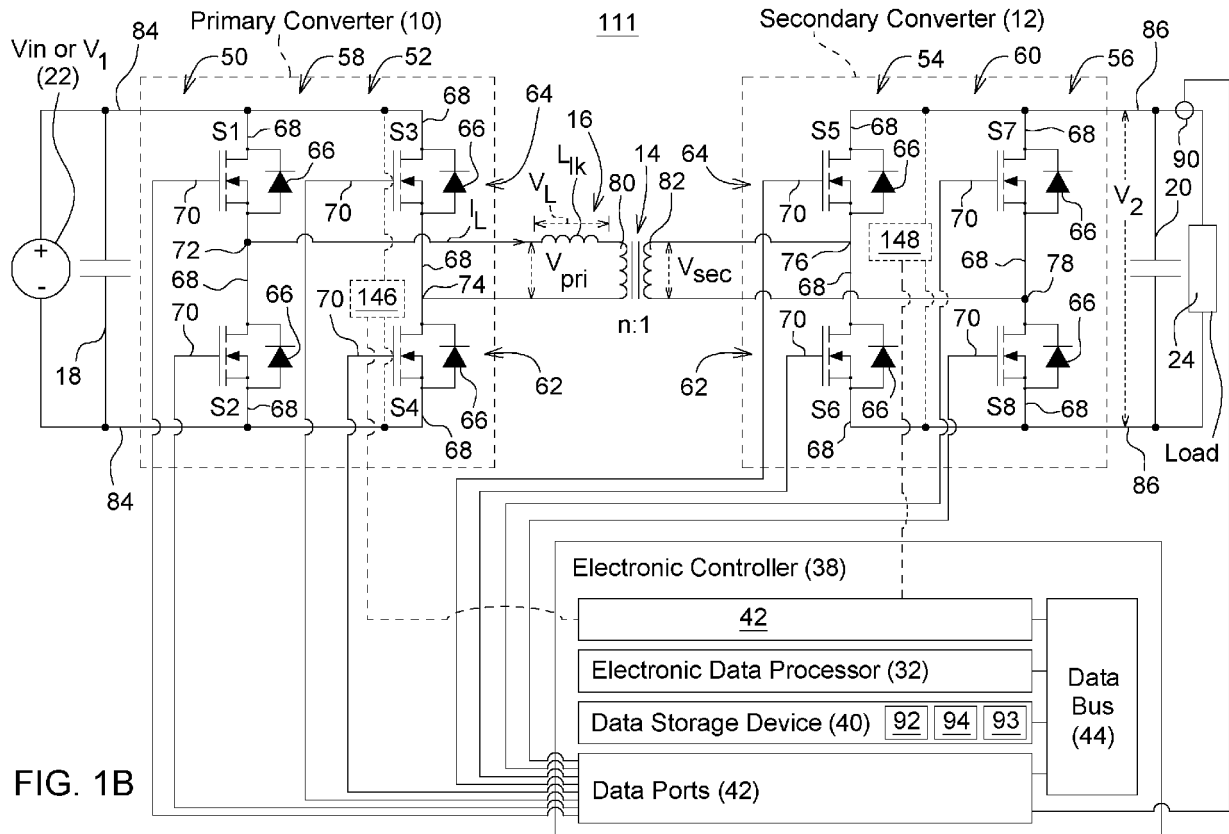 Primary Converter (10)
111
Secondary Converter (12)
Vin or V1
(22)
84
50
58
52
54
60
56
86
68
68
64
S1
S3
66
66
70
70
16
Llk
VL
80
14
82
64
S5
S7
68
68
66
66
70
70
90
V2
20
72
IL
68
68
74
Vpri
Vsec
76
68
148
68
78
+
-
146
n:1
18
70
66
70
66
62
62
70
66
70
66
24
S2
68
S4
68
S6
68
S8
68
Load
84
86
Electronic Controller (38)
42
Electronic Data Processor (32)
Data Storage Device (40) 92 94 93
Data Ports (42)
Data
Bus
(44)
FIG. 1B